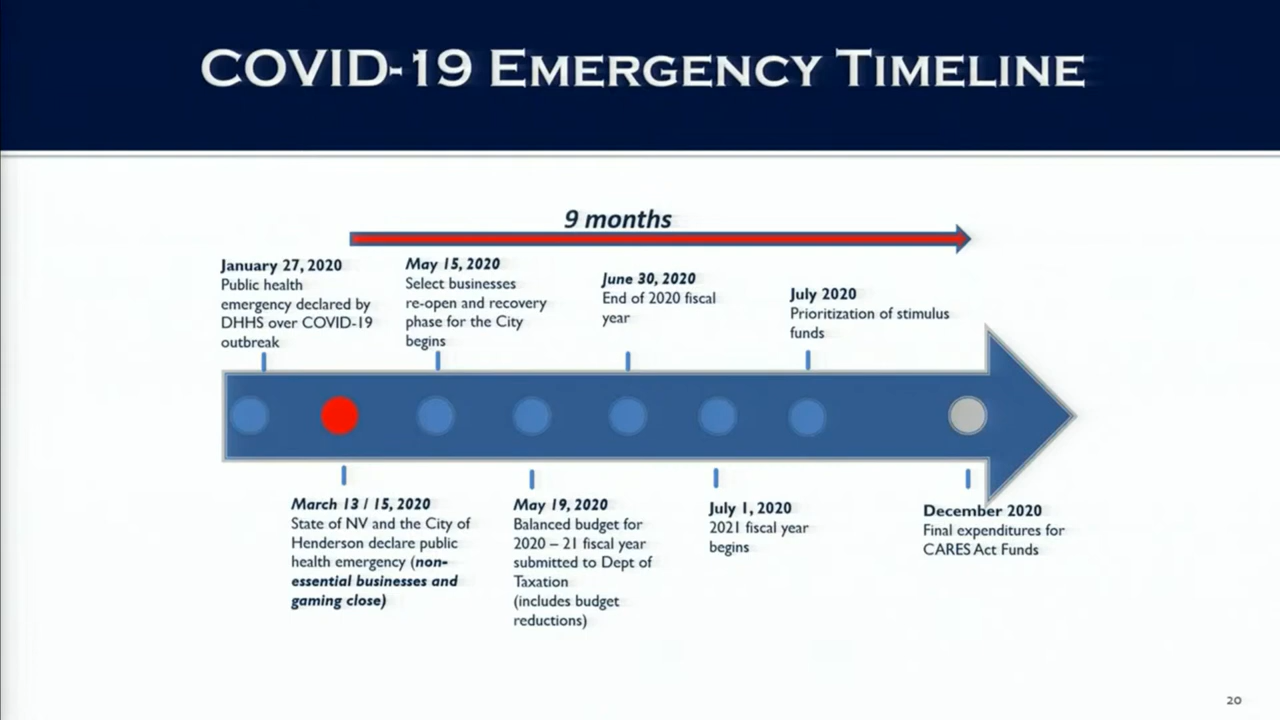 COVID-19 EMERGENCY TIMELINE
9 months
January 27, 2020
Public health
emergency declared by
DHHS over COVID-19
outbreak
May 15, 2020
Select businesses
re-open and recovery
phase for the City
begins
June 30, 2020
End of 2020 fiscal
year
July 2020
Prioritization of stimulus
funds
March 13 / 15, 2020
State of NV and the City of
Henderson declare public
health emergency (non-
essential businesses and
gaming close)
May 19, 2020
Balanced budget for
2020 – 21 fiscal year
submitted to Dept of
Taxation
(includes budget
reductions)
July 1, 2020
2021 fiscal year
begins
December 2020
Final expenditures for
CARES Act Funds
20